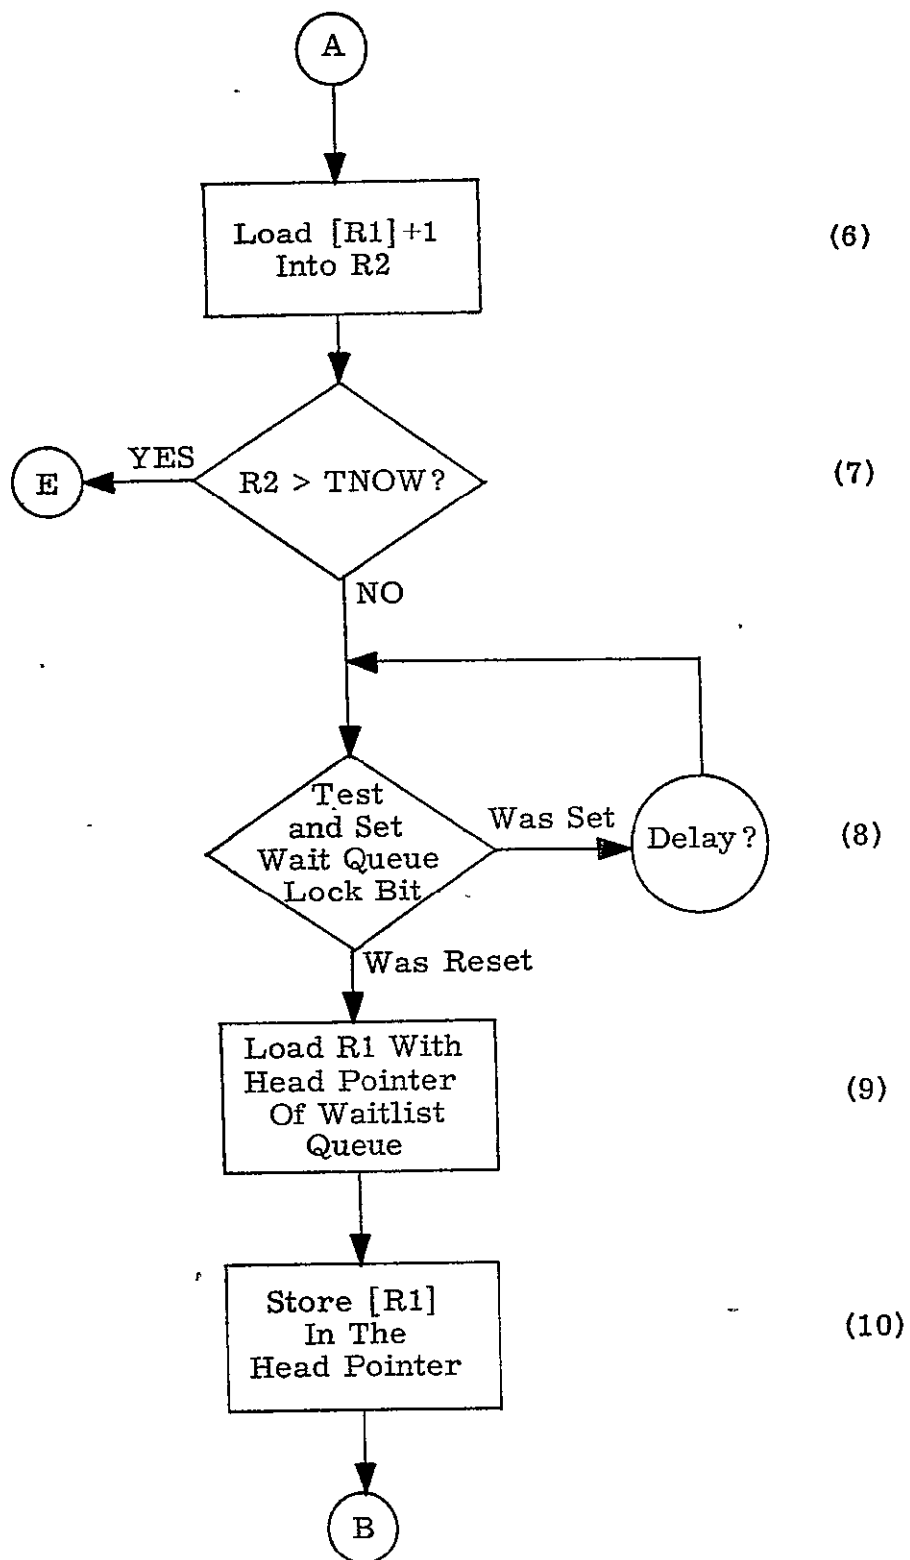 A
Load [R1]+1
Into R2
(6)
YES
E
R2 > TNOW?
(7)
NO
Test
and Set
Wait Queue
Lock Bit
Was Set
Delay?
(8)
Was Reset
Load R1 With
Head Pointer
Of Waitlist
Queue
(9)
Store [R1]
In The
Head Pointer
(10)
B